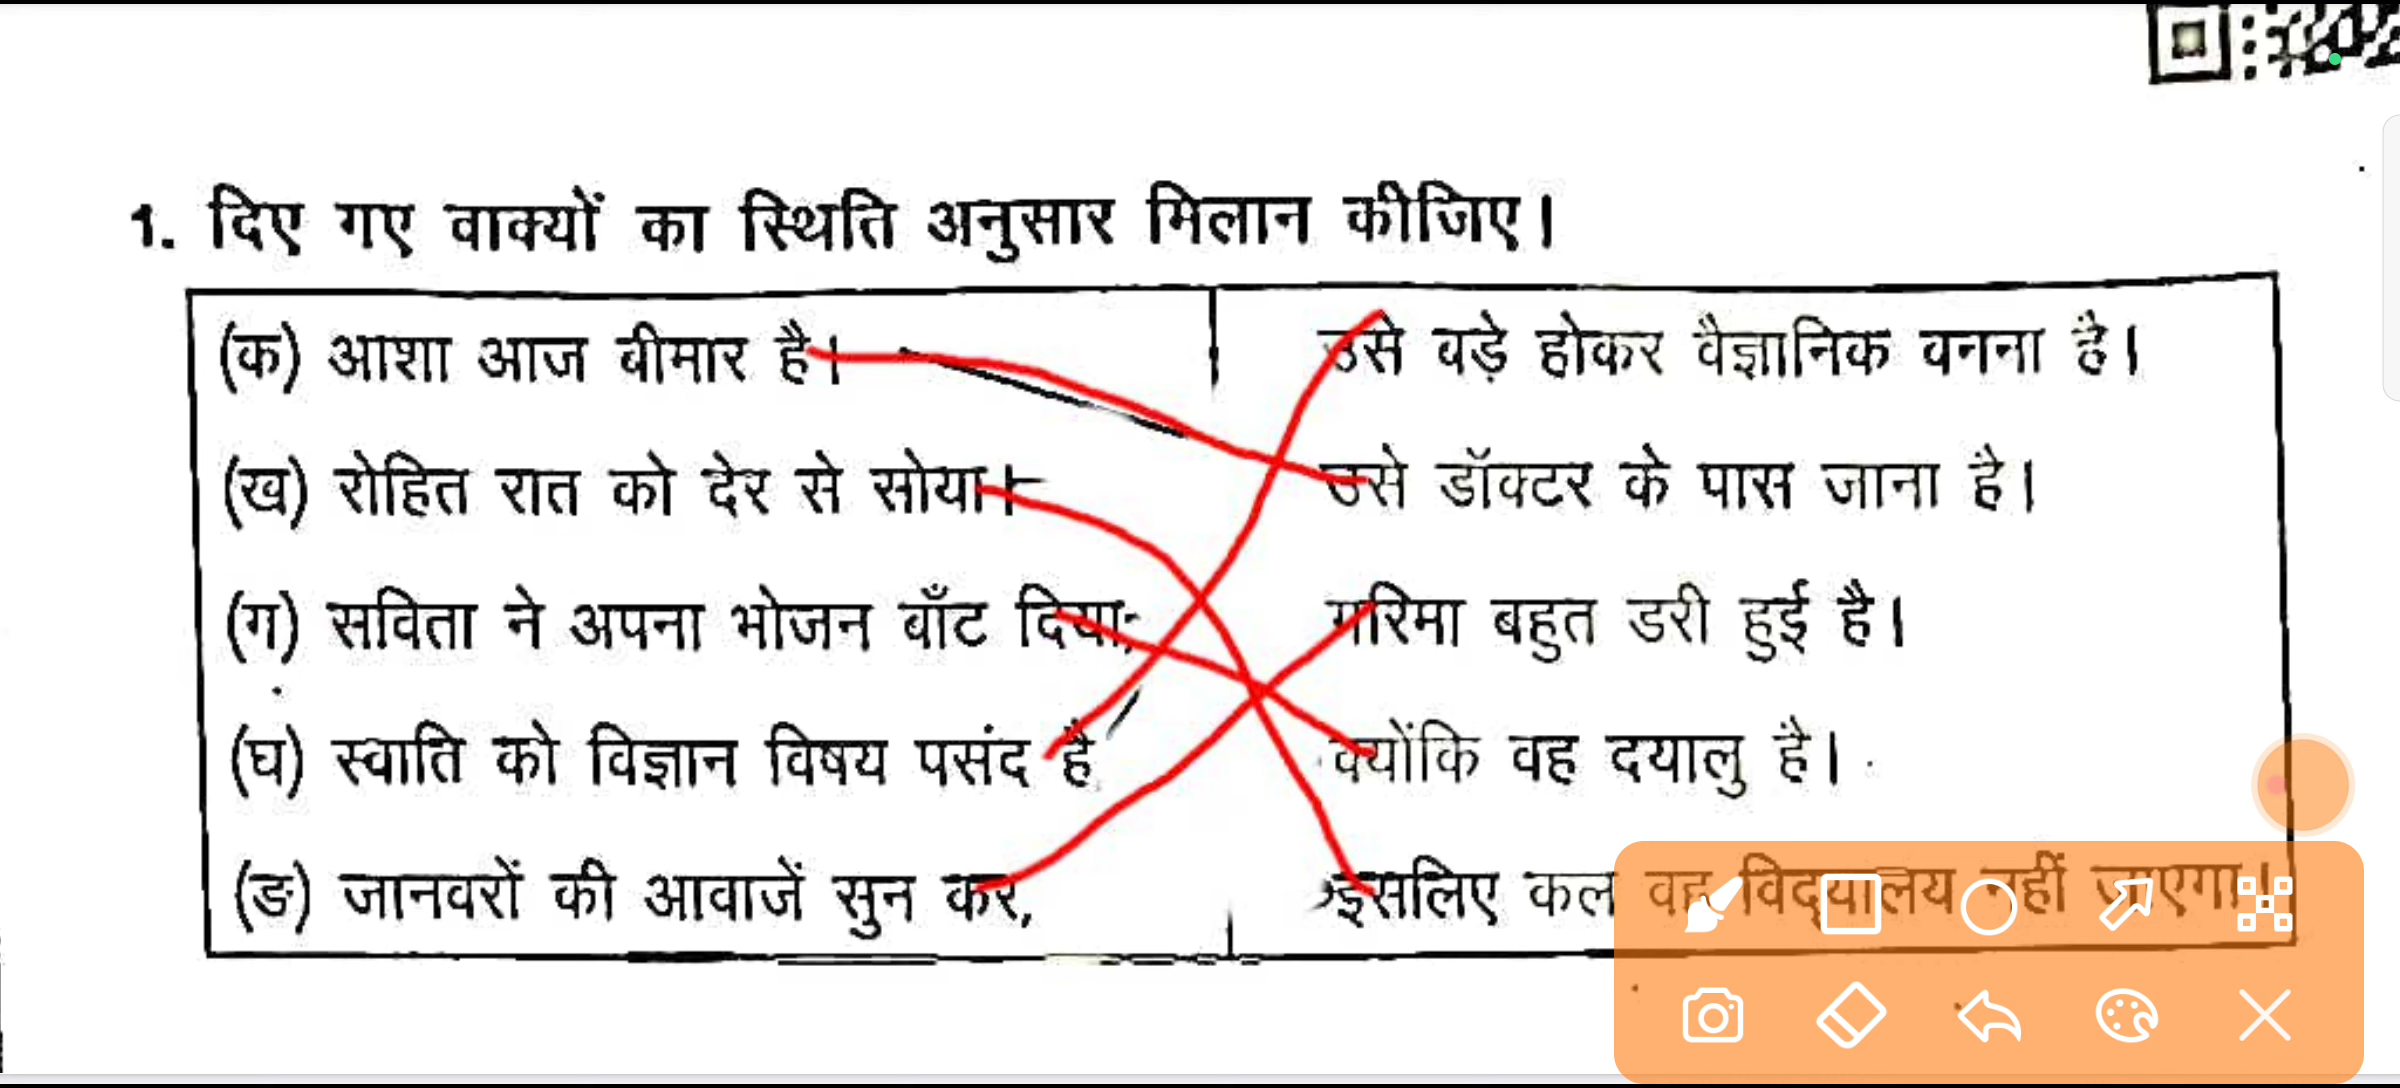 1. दिए गए वाक्यों का स्थिति अनुसार मिलान कीजिए।
(क) आशा आज बीमार है। उसे बड़े होकर वैज्ञानिक बनना है।
(ख) रोहित रात को देर से सोया। उसे डॉक्टर के पास जाना है।
(ग) सविता ने अपना भोजन बाँट दिया, गरिमा बहुत डरी हुई है।
(घ) स्वाति को विज्ञान विषय पसंद है क्योंकि वह दयालु है।
(ङ) जानवरों की आवाजें सुन कर, इसलिए कल वह विद्यालय नहीं जाएगा।